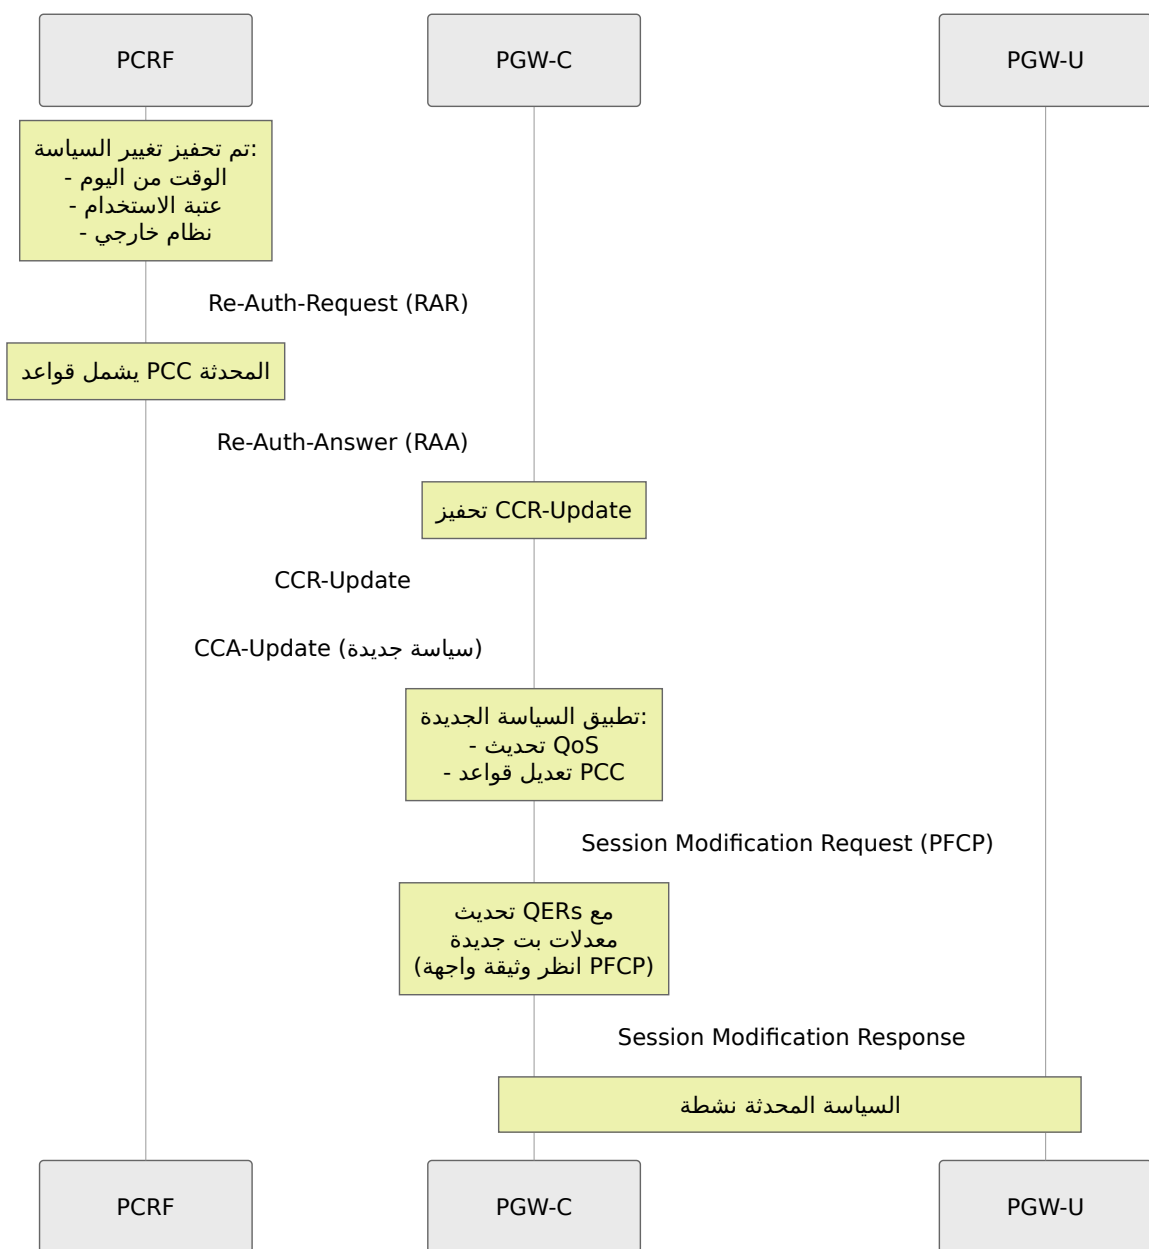 PCRF
PGW-C
PGW-U
تم تحفيز تغيير السياسة:
- الوقت من اليوم
- عتبة الاستخدام
- نظام خارجي
Re-Auth-Request (RAR)
يشمل قواعد PCC المحدثة
Re-Auth-Answer (RAA)
تحفيز CCR-Update
CCR-Update
CCA-Update (سياسة جديدة)
تطبيق السياسة الجديدة:
- تحديث QoS
- تعديل قواعد PCC
Session Modification Request (PFCP)
تحديث QERs مع
معدلات بت جديدة
(انظر وثيقة واجهة PFCP)
Session Modification Response
السياسة المحدثة نشطة
PCRF
PGW-C
PGW-U